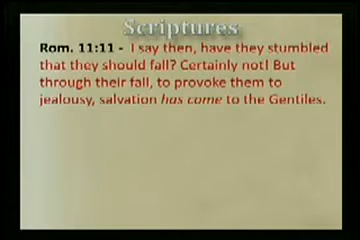 Scriptures
Rom. 11:11 - I say then, have they stumbled
that they should fall? Certainly not! But
through their fall, to provoke them to
jealousy, salvation has come to the Gentiles.